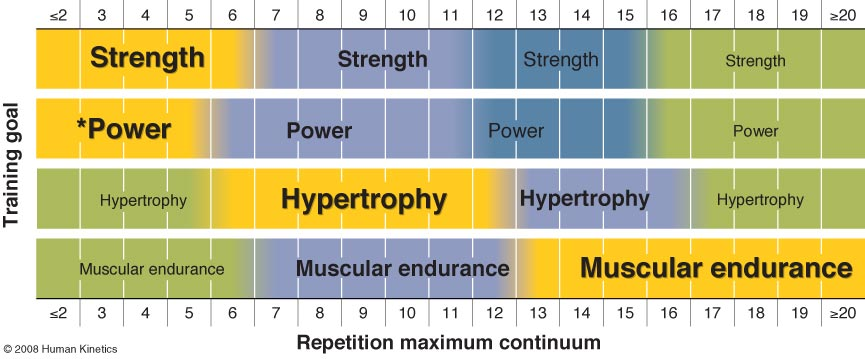 ≤2 3 4 5 6 7 8 9 10 11 12 13 14 15 16 17 18 19 ≥20
Training goal
Strength Strength Strength Strength
*Power Power Power Power
Hypertrophy Hypertrophy Hypertrophy Hypertrophy
Muscular endurance Muscular endurance Muscular endurance
≤2 3 4 5 6 7 8 9 10 11 12 13 14 15 16 17 18 19 ≥20
Repetition maximum continuum
© 2008 Human Kinetics